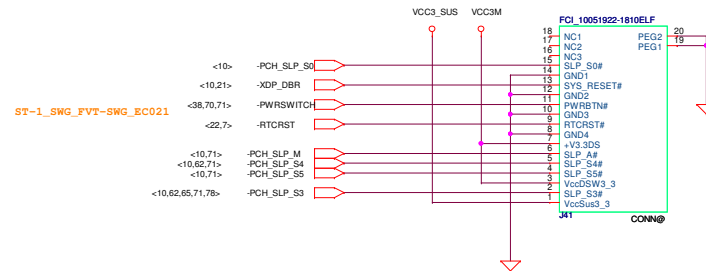 FCI_10051922-1810ELF
VCC3_SUS VCC3M
18 NC1 PEG2 20
17 NC2 PEG1 19
16 NC3
<10> -PCH_SLP_S0 15 SLP_S0#
14 GND1
<10,21> -XDP_DBR 13 SYS_RESET#
12 GND2
ST-1_SWG_FVT-SWG_EC021 <38,70,71> -PWRSWITCH 11 PWRBTN#
10 GND3
<22,7> -RTCRST 9 RTCRST#
8 GND4
7 +V3.3DS
<10,71> -PCH_SLP_M 6 SLP_A#
<10,62,71> -PCH_SLP_S4 5 SLP_S4#
<10,71> -PCH_SLP_S5 4 SLP_S5#
3 VccDSW3_3
<10,62,65,71,78> -PCH_SLP_S3 2 SLP_S3#
1 VccSus3_3
J41 CONN@